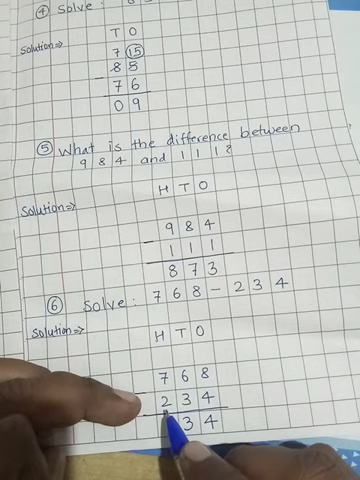 ④ Solve :
Solution⇒
T O
7 15
8 5
- 7 6
0 9
⑤ What is the difference between
9 8 4 and 1 1 1 ?
H T O
Solution⇒
9 8 4
- 1 1 1
8 7 3
⑥ Solve : 7 6 8 - 2 3 4
Solution⇒
H T O
7 6 8
- 2 3 4
3 4